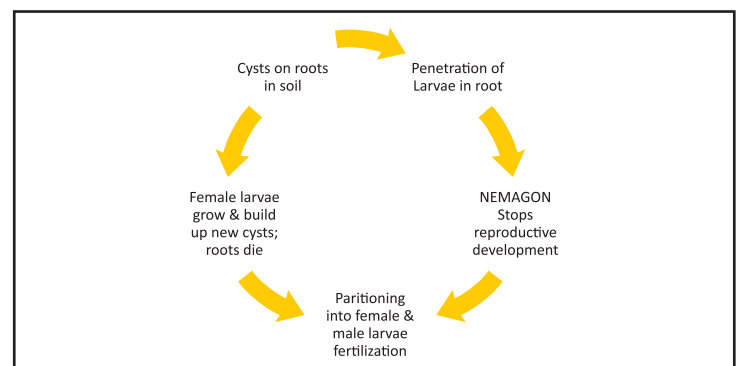 Cysts on roots
in soil
Penetration of
Larvae in root
Female larvae
grow & build
up new cysts;
roots die
NEMAGON
Stops
reproductive
development
Paritioning
into female &
male larvae
fertilization